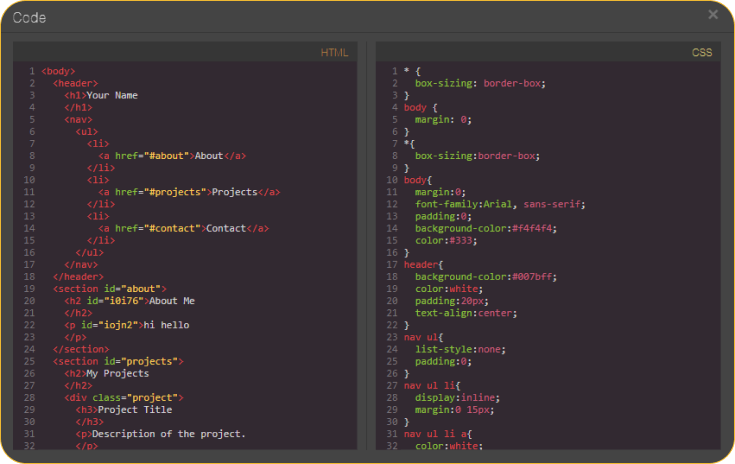 Code
×
HTML
1 <body>
2 <header>
3 <h1>Your Name
4 </h1>
5 <nav>
6 <ul>
7 <li>
8 <a href="#about">About</a>
9 </li>
10 <li>
11 <a href="#projects">Projects</a>
12 </li>
13 <li>
14 <a href="#contact">Contact</a>
15 </li>
16 </ul>
17 </nav>
18 </header>
19 <section id="about">
20 <h2 id="i0i76">About Me
21 </h2>
22 <p id="iojn2">hi hello
23 </p>
24 </section>
25 <section id="projects">
26 <h2>My Projects
27 </h2>
28 <div class="project">
29 <h3>Project Title
30 </h3>
31 <p>Description of the project.
32 </p>
CSS
1 * {
2 box-sizing: border-box;
3 }
4 body {
5 margin: 0;
6 }
7 *{
8 box-sizing:border-box;
9 }
10 body{
11 margin:0;
12 font-family:Arial, sans-serif;
13 padding:0;
14 background-color:#f4f4f4;
15 color:#333;
16 }
17 header{
18 background-color:#007bff;
19 color:white;
20 padding:20px;
21 text-align:center;
22 }
23 nav ul{
24 list-style:none;
25 padding:0;
26 }
27 nav ul li{
28 display:inline;
29 margin:0 15px;
30 }
31 nav ul li a{
32 color:white;